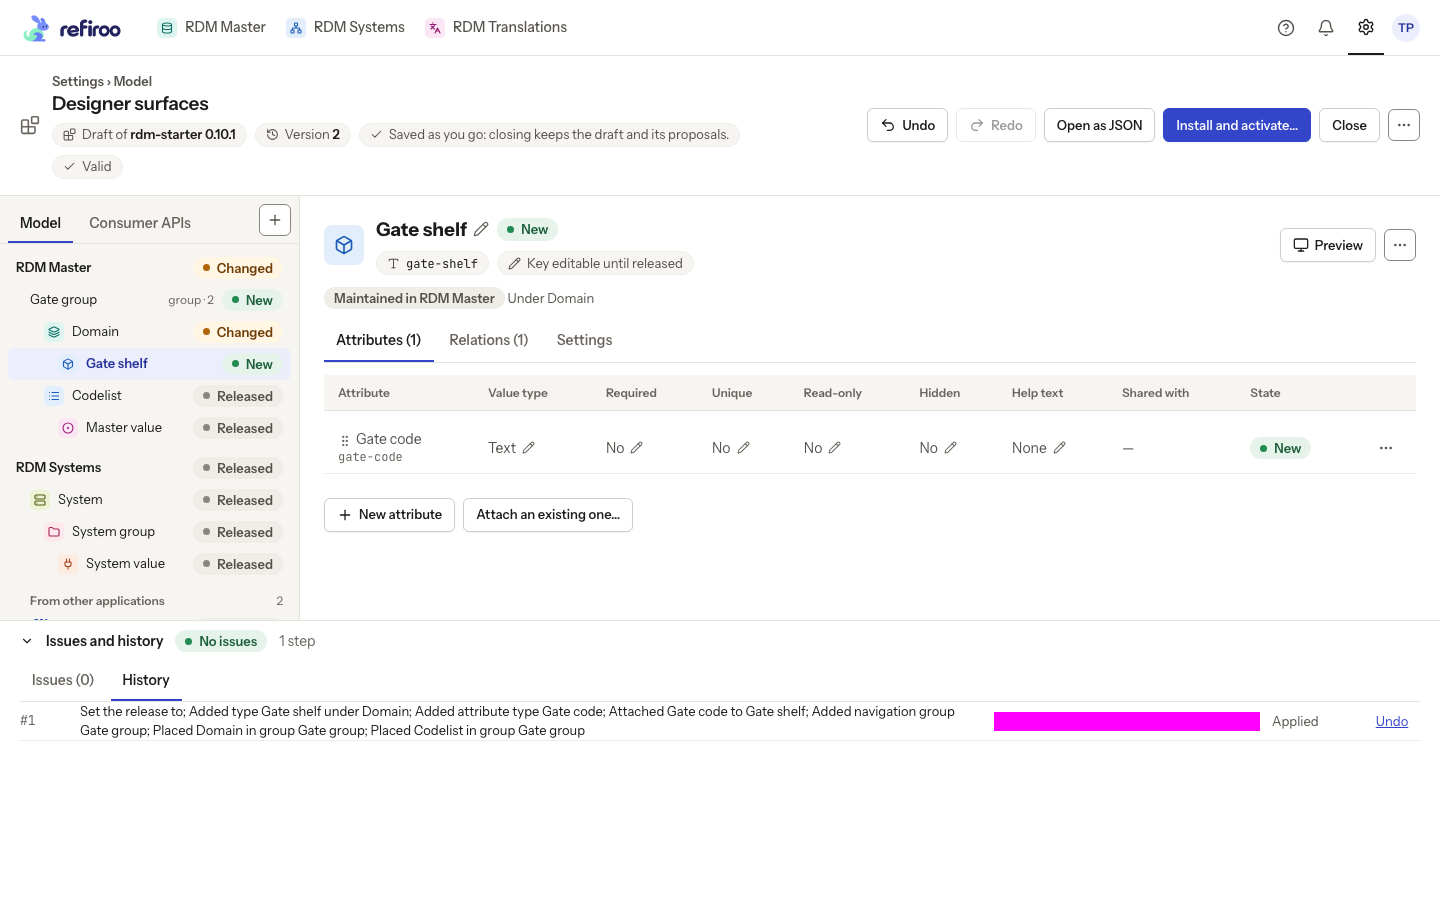 refiroo
RDM Master
RDM Systems
RDM Translations
TP
Settings › Model
Designer surfaces
Draft of rdm-starter 0.10.1
Version 2
Saved as you go: closing keeps the draft and its proposals.
Valid
Undo
Redo
Open as JSON
Install and activate...
Close
Model
Consumer APIs
RDM Master
Changed
Gate group
group · 2
New
Domain
Changed
Gate shelf
New
Codelist
Released
Master value
Released
RDM Systems
Released
System
Released
System group
Released
System value
Released
From other applications
2
Gate shelf
New
gate-shelf
Key editable until released
Preview
Maintained in RDM Master
Under Domain
Attributes (1)
Relations (1)
Settings
Attribute
Value type
Required
Unique
Read-only
Hidden
Help text
Shared with
State
Gate code
gate-code
Text
No
No
No
No
None
—
New
New attribute
Attach an existing one...
Issues and history
No issues
1 step
Issues (0)
History
#1
Set the release to; Added type Gate shelf under Domain; Added attribute type Gate code; Attached Gate code to Gate shelf; Added navigation group
Gate group; Placed Domain in group Gate group; Placed Codelist in group Gate group
Applied
Undo